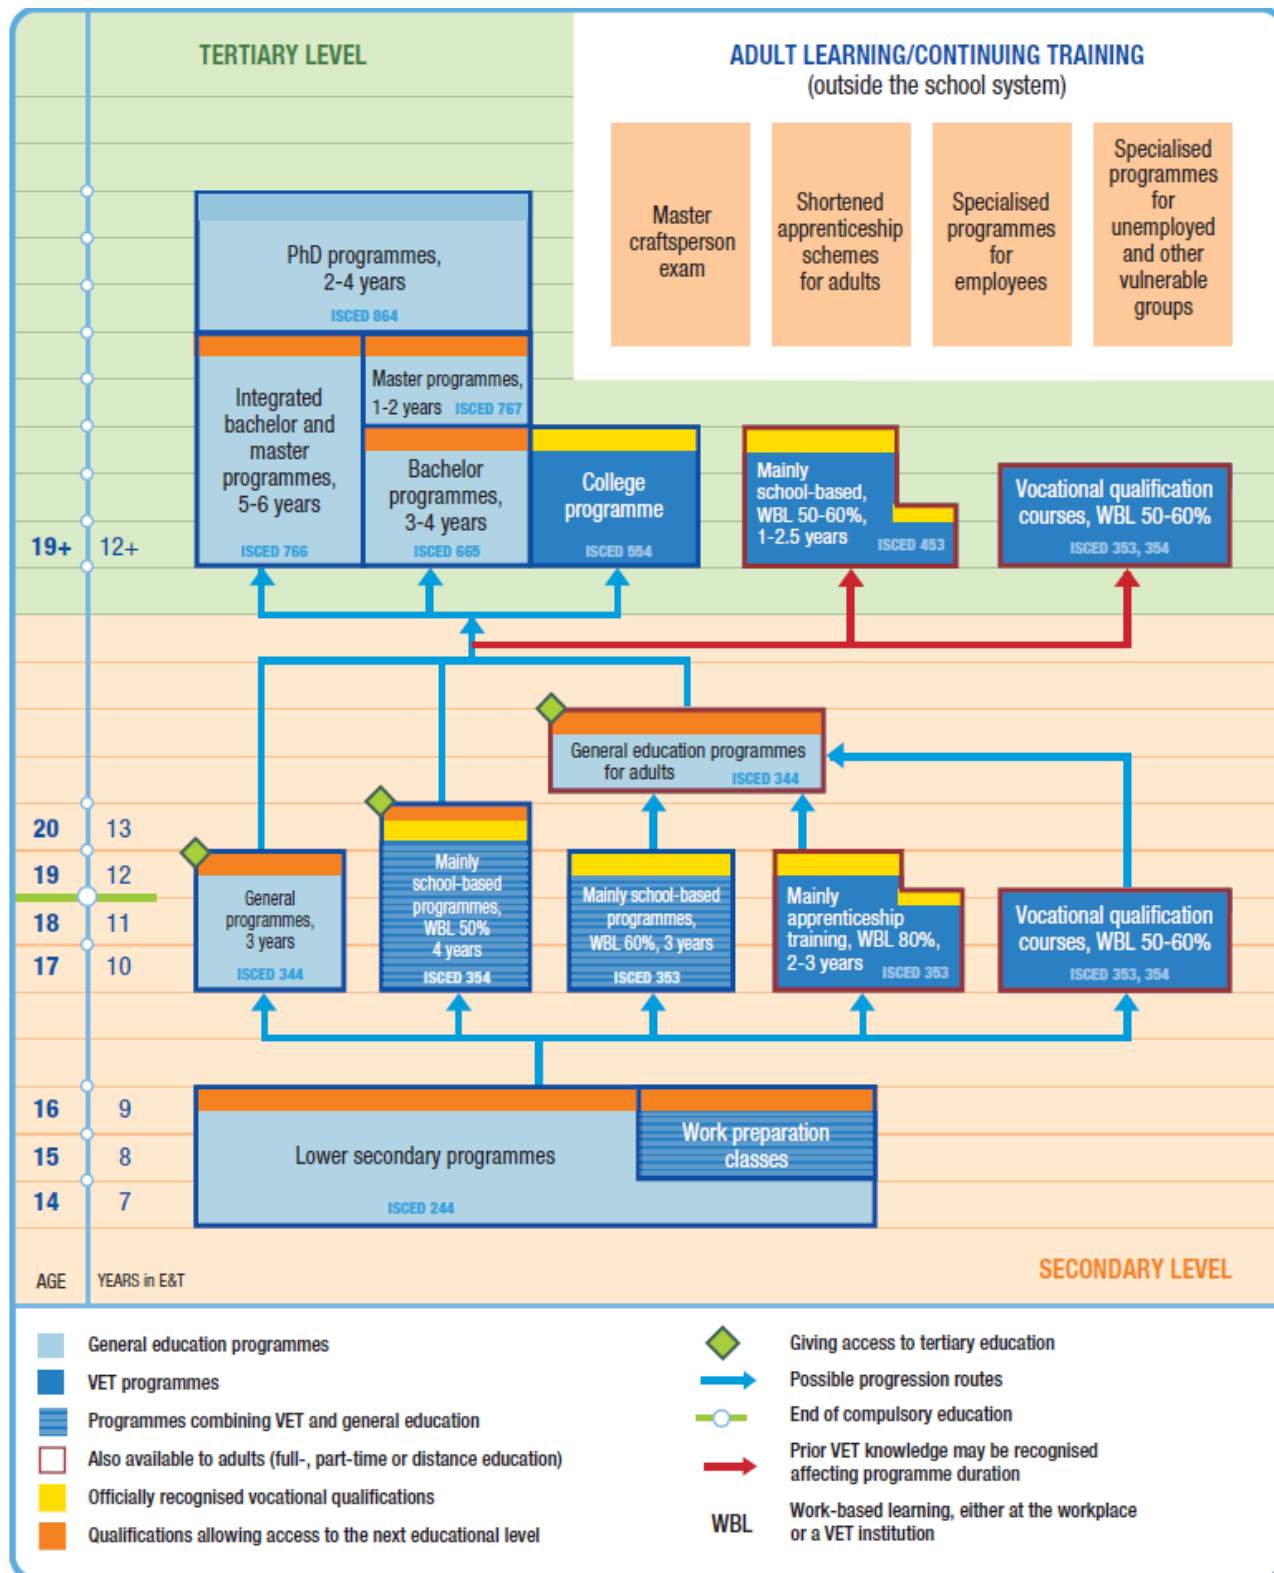 TERTIARY LEVEL
ADULT LEARNING/CONTINUING TRAINING
(outside the school system)
Master
craftsperson
exam
Shortened
apprenticeship
schemes
for adults
Specialised
programmes
for
employees
Specialised
programmes
for
unemployed
and other
vulnerable
groups
PhD programmes,
2-4 years
ISCED 864
Integrated
bachelor and
master
programmes,
5-6 years
ISCED 766
Master programmes,
1-2 years ISCED 767
Bachelor
programmes,
3-4 years
ISCED 665
College
programme
ISCED 554
Mainly
school-based,
WBL 50-60%,
1-2.5 years
ISCED 453
Vocational qualification
courses, WBL 50-60%
ISCED 353, 354
19+ 12+
General education programmes
for adults ISCED 344
20 13
19 12
18 11
17 10
General
programmes,
3 years
ISCED 344
Mainly
school-based
programmes,
WBL 50%
4 years
ISCED 354
Mainly school-based
programmes,
WBL 60%, 3 years
ISCED 353
Mainly
apprenticeship
training, WBL 80%,
2-3 years ISCED 353
Vocational qualification
courses, WBL 50-60%
ISCED 353, 354
16 9
15 8
14 7
Lower secondary programmes
ISCED 244
Work preparation
classes
AGE YEARS in E&T
SECONDARY LEVEL
General education programmes
VET programmes
Programmes combining VET and general education
Also available to adults (full-, part-time or distance education)
Officially recognised vocational qualifications
Qualifications allowing access to the next educational level
Giving access to tertiary education
Possible progression routes
End of compulsory education
Prior VET knowledge may be recognised
affecting programme duration
WBL Work-based learning, either at the workplace
or a VET institution